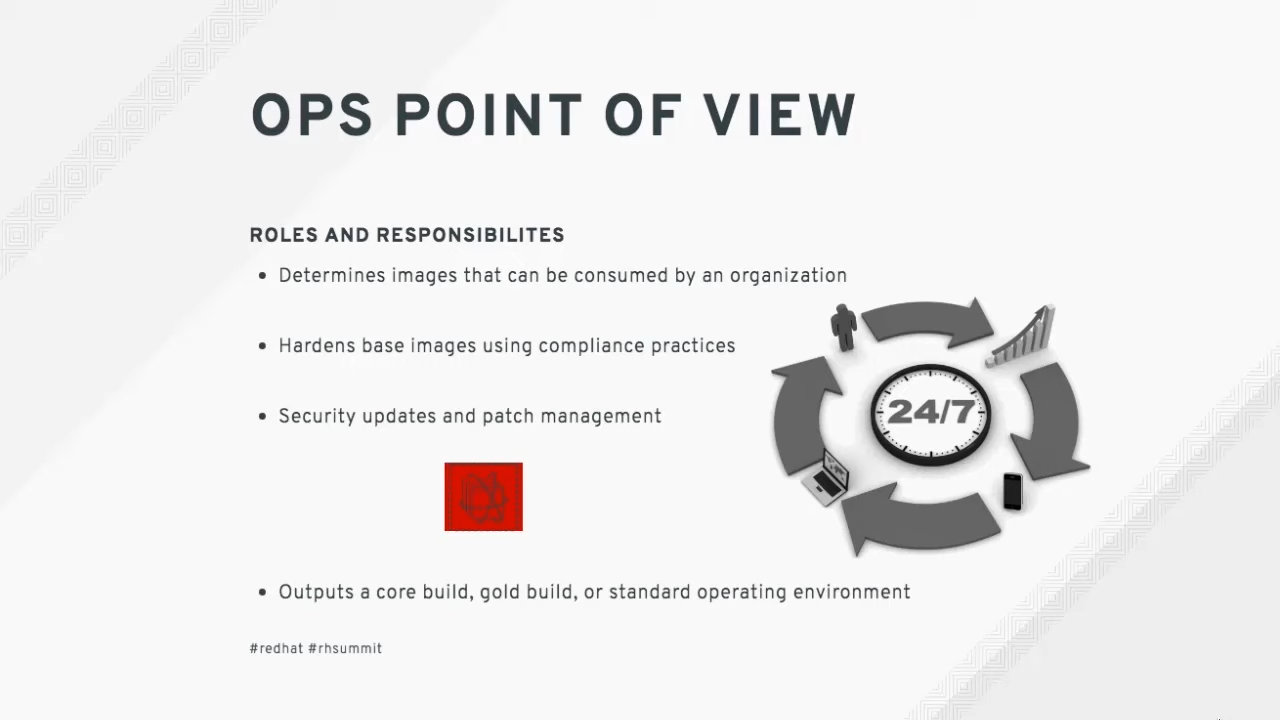 OPS POINT OF VIEW
ROLES AND RESPONSIBILITES
• Determines images that can be consumed by an organization
• Hardens base images using compliance practices
• Security updates and patch management
24/7
• Outputs a core build, gold build, or standard operating environment
#redhat #rhsummit